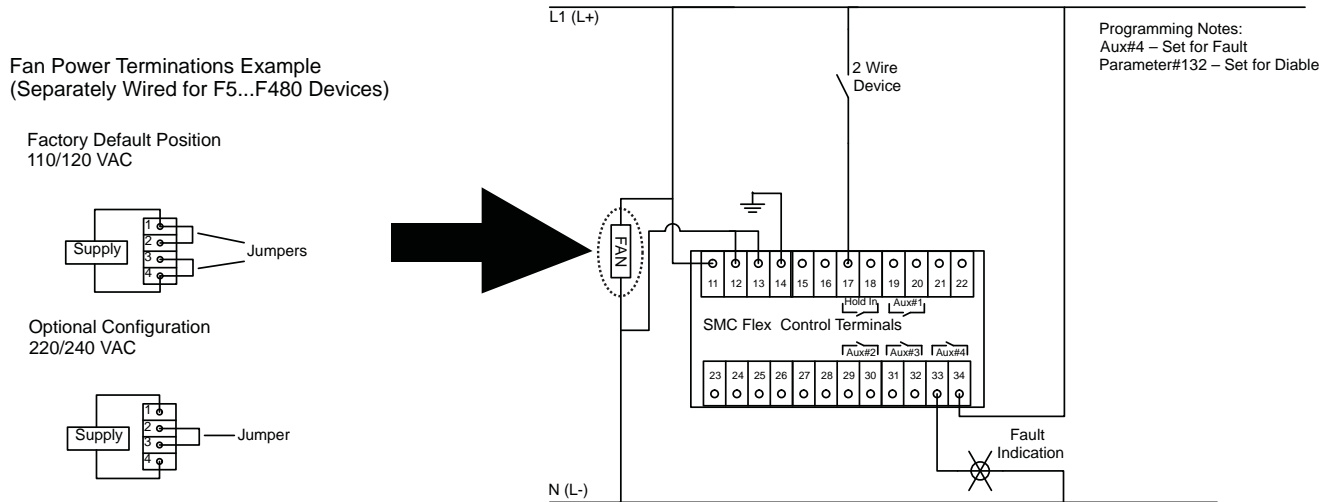 Fan Power Terminations Example
(Separately Wired for F5...F480 Devices)
Factory Default Position
110/120 VAC
Supply
1
2
3
4
Jumpers
Optional Configuration
220/240 VAC
Supply
1
2
3
4
Jumper
L1 (L+)
2 Wire
Device
Programming Notes:
Aux#4 – Set for Fault
Parameter#132 – Set for Diable
FAN
11 12 13 14 15 16 17 18 19 20 21 22
Hold In Aux#1
SMC Flex Control Terminals
Aux#2 Aux#3 Aux#4
23 24 25 26 27 28 29 30 31 32 33 34
Fault
Indication
N (L-)